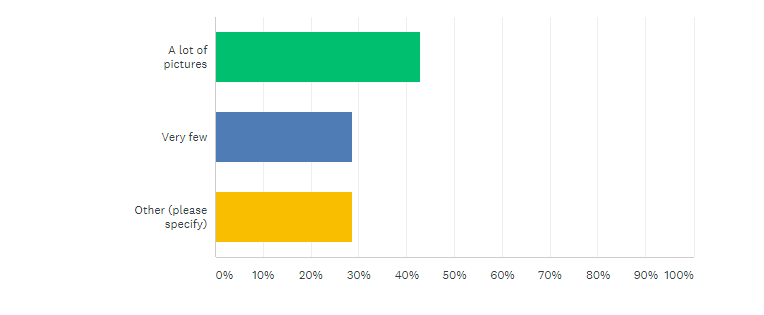 A lot of
pictures
Very few
Other (please
specify)
0% 10% 20% 30% 40% 50% 60% 70% 80% 90% 100%